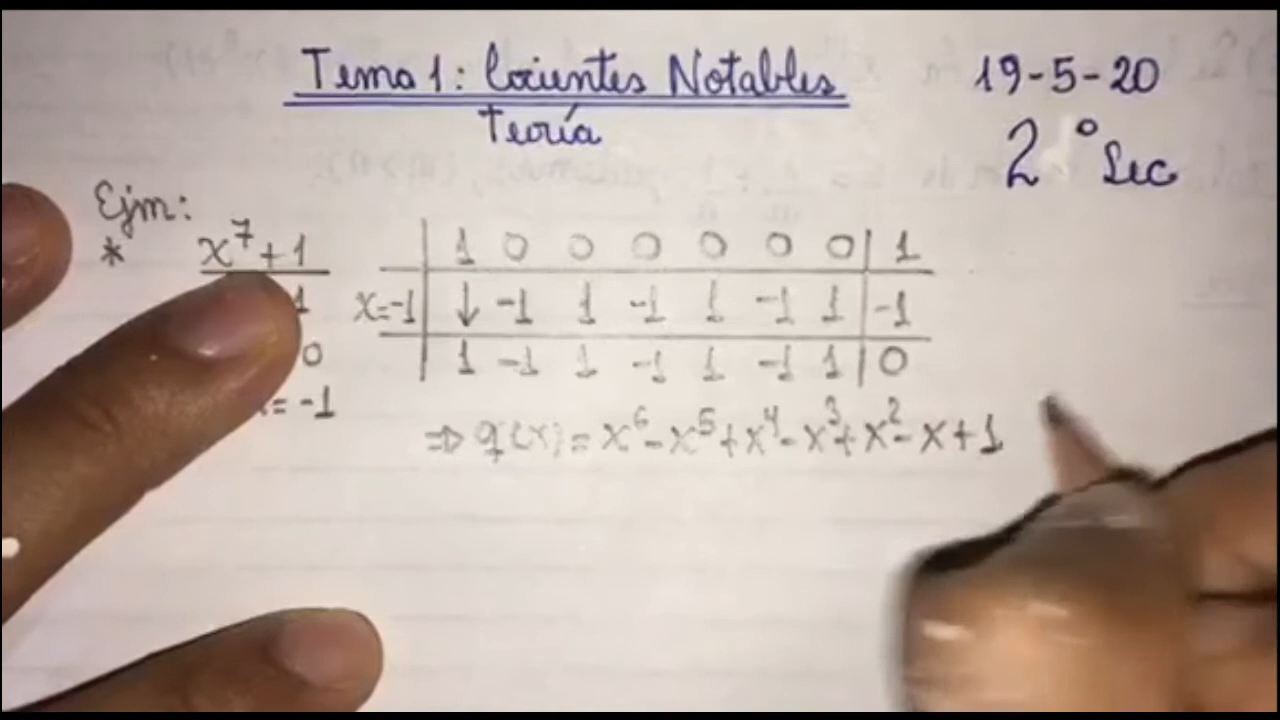 Tema 1: Cocientes Notables
Teoría
19-5-20
2° Sec
Ejm:
* x⁷+1
1
0
= -1
1 0 0 0 0 0 0 | 1
x=-1 | ↓ -1 1 -1 1 -1 1 | -1
1 -1 1 -1 1 -1 1 | 0
⇒ q(x) = x⁶-x⁵+x⁴-x³+x²-x+1